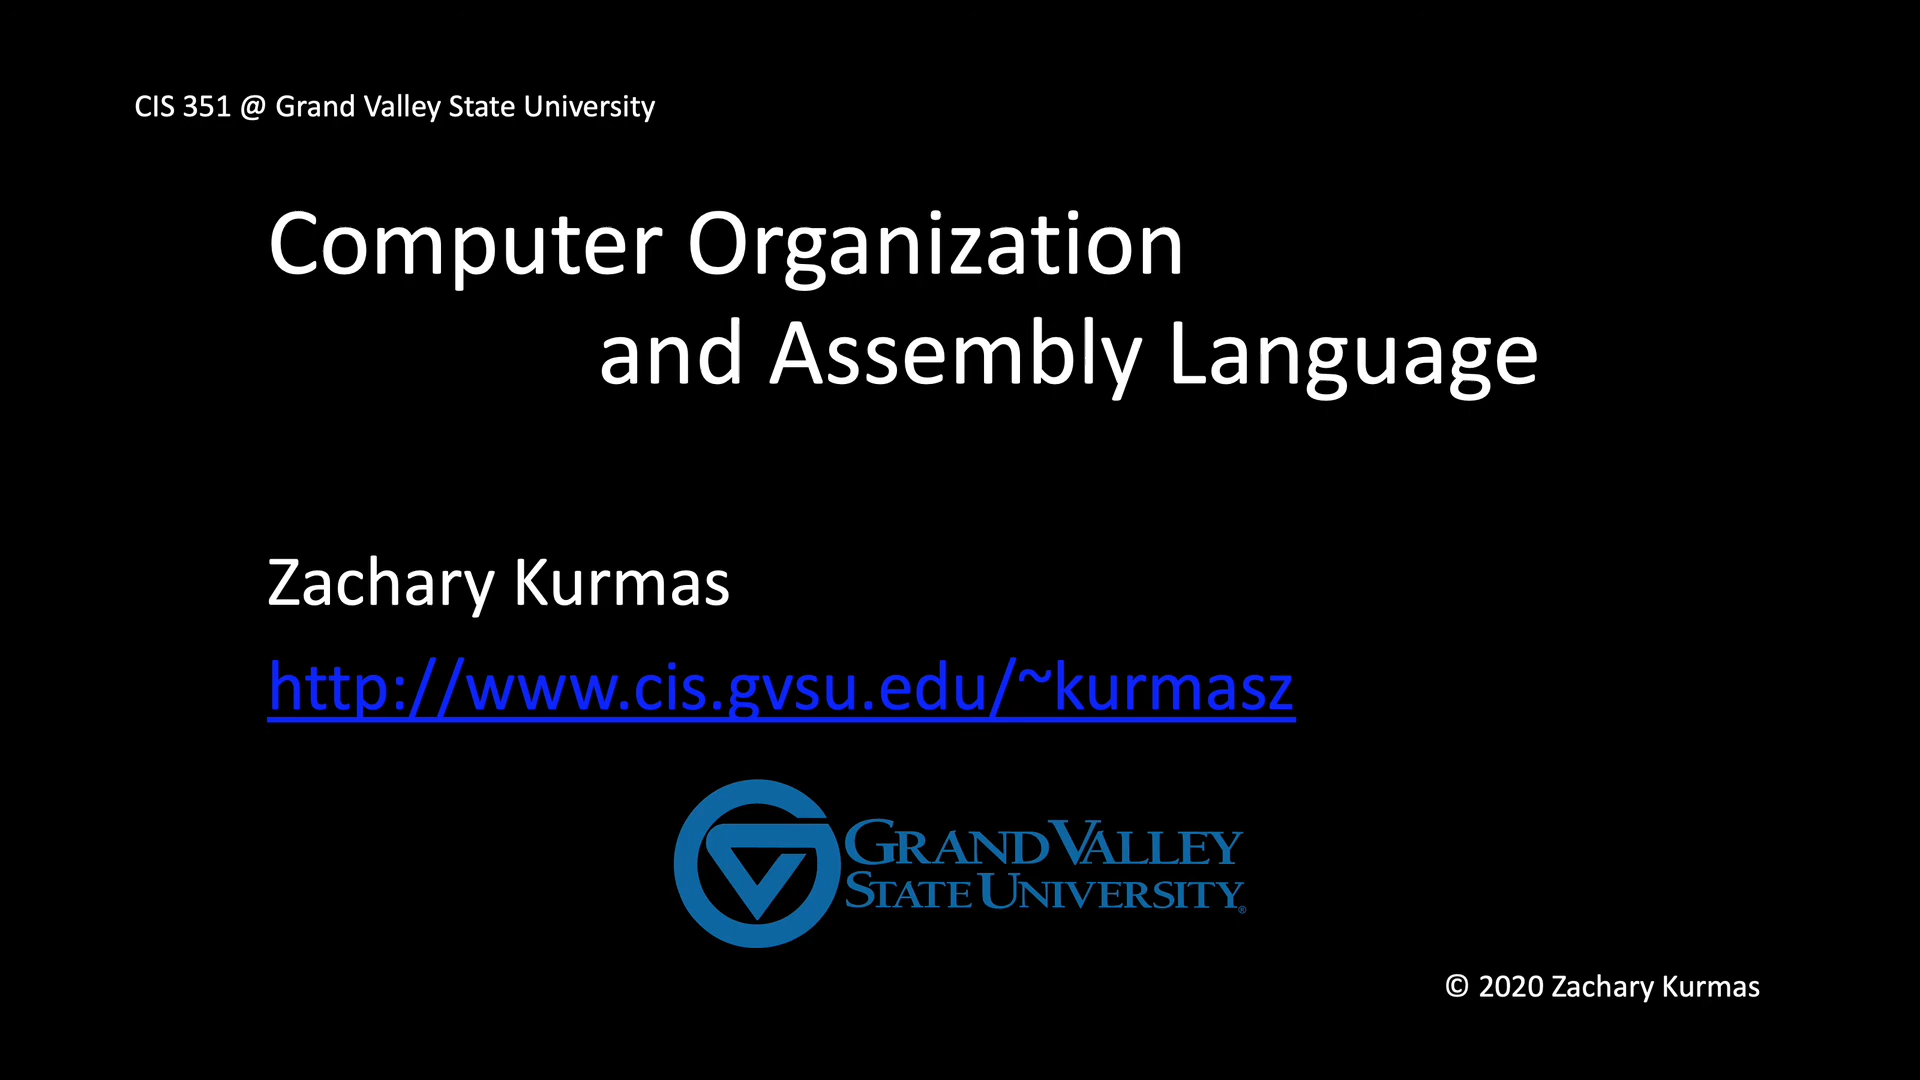 CIS 351 @ Grand Valley State University
Computer Organization
and Assembly Language
Zachary Kurmas
http://www.cis.gvsu.edu/~kurmasz
GRAND VALLEY
STATE UNIVERSITY®
© 2020 Zachary Kurmas